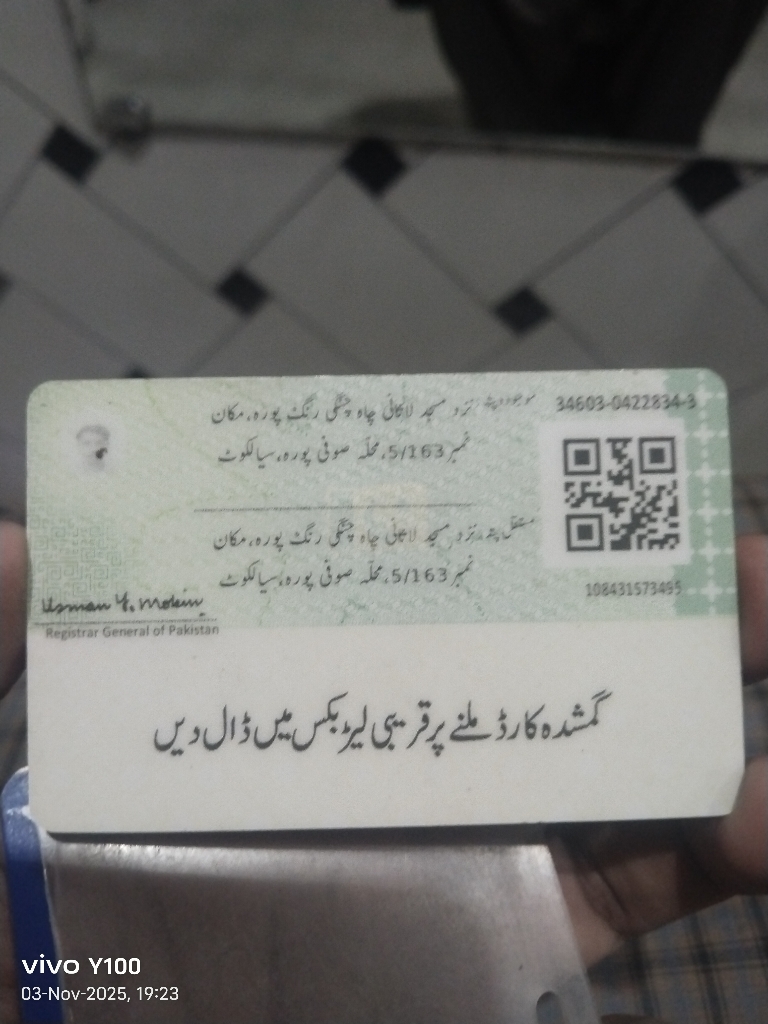 34603-0422834-3
موجودہ پتہ: نزد مسجد لاثانی چاہ چنگی رنگ پورہ، مکان
نمبر 5/163، محلہ صوفی پورہ، سیالکوٹ
مستقل پتہ: نزد مسجد لاثانی چاہ چنگی رنگ پورہ، مکان
نمبر 5/163، محلہ صوفی پورہ، سیالکوٹ
108431573495
Usman Y. Mobin
Registrar General of Pakistan
گمشدہ کارڈ ملنے پر قریبی لیٹر بکس میں ڈال دیں
vivo Y100
03-Nov-2025, 19:23